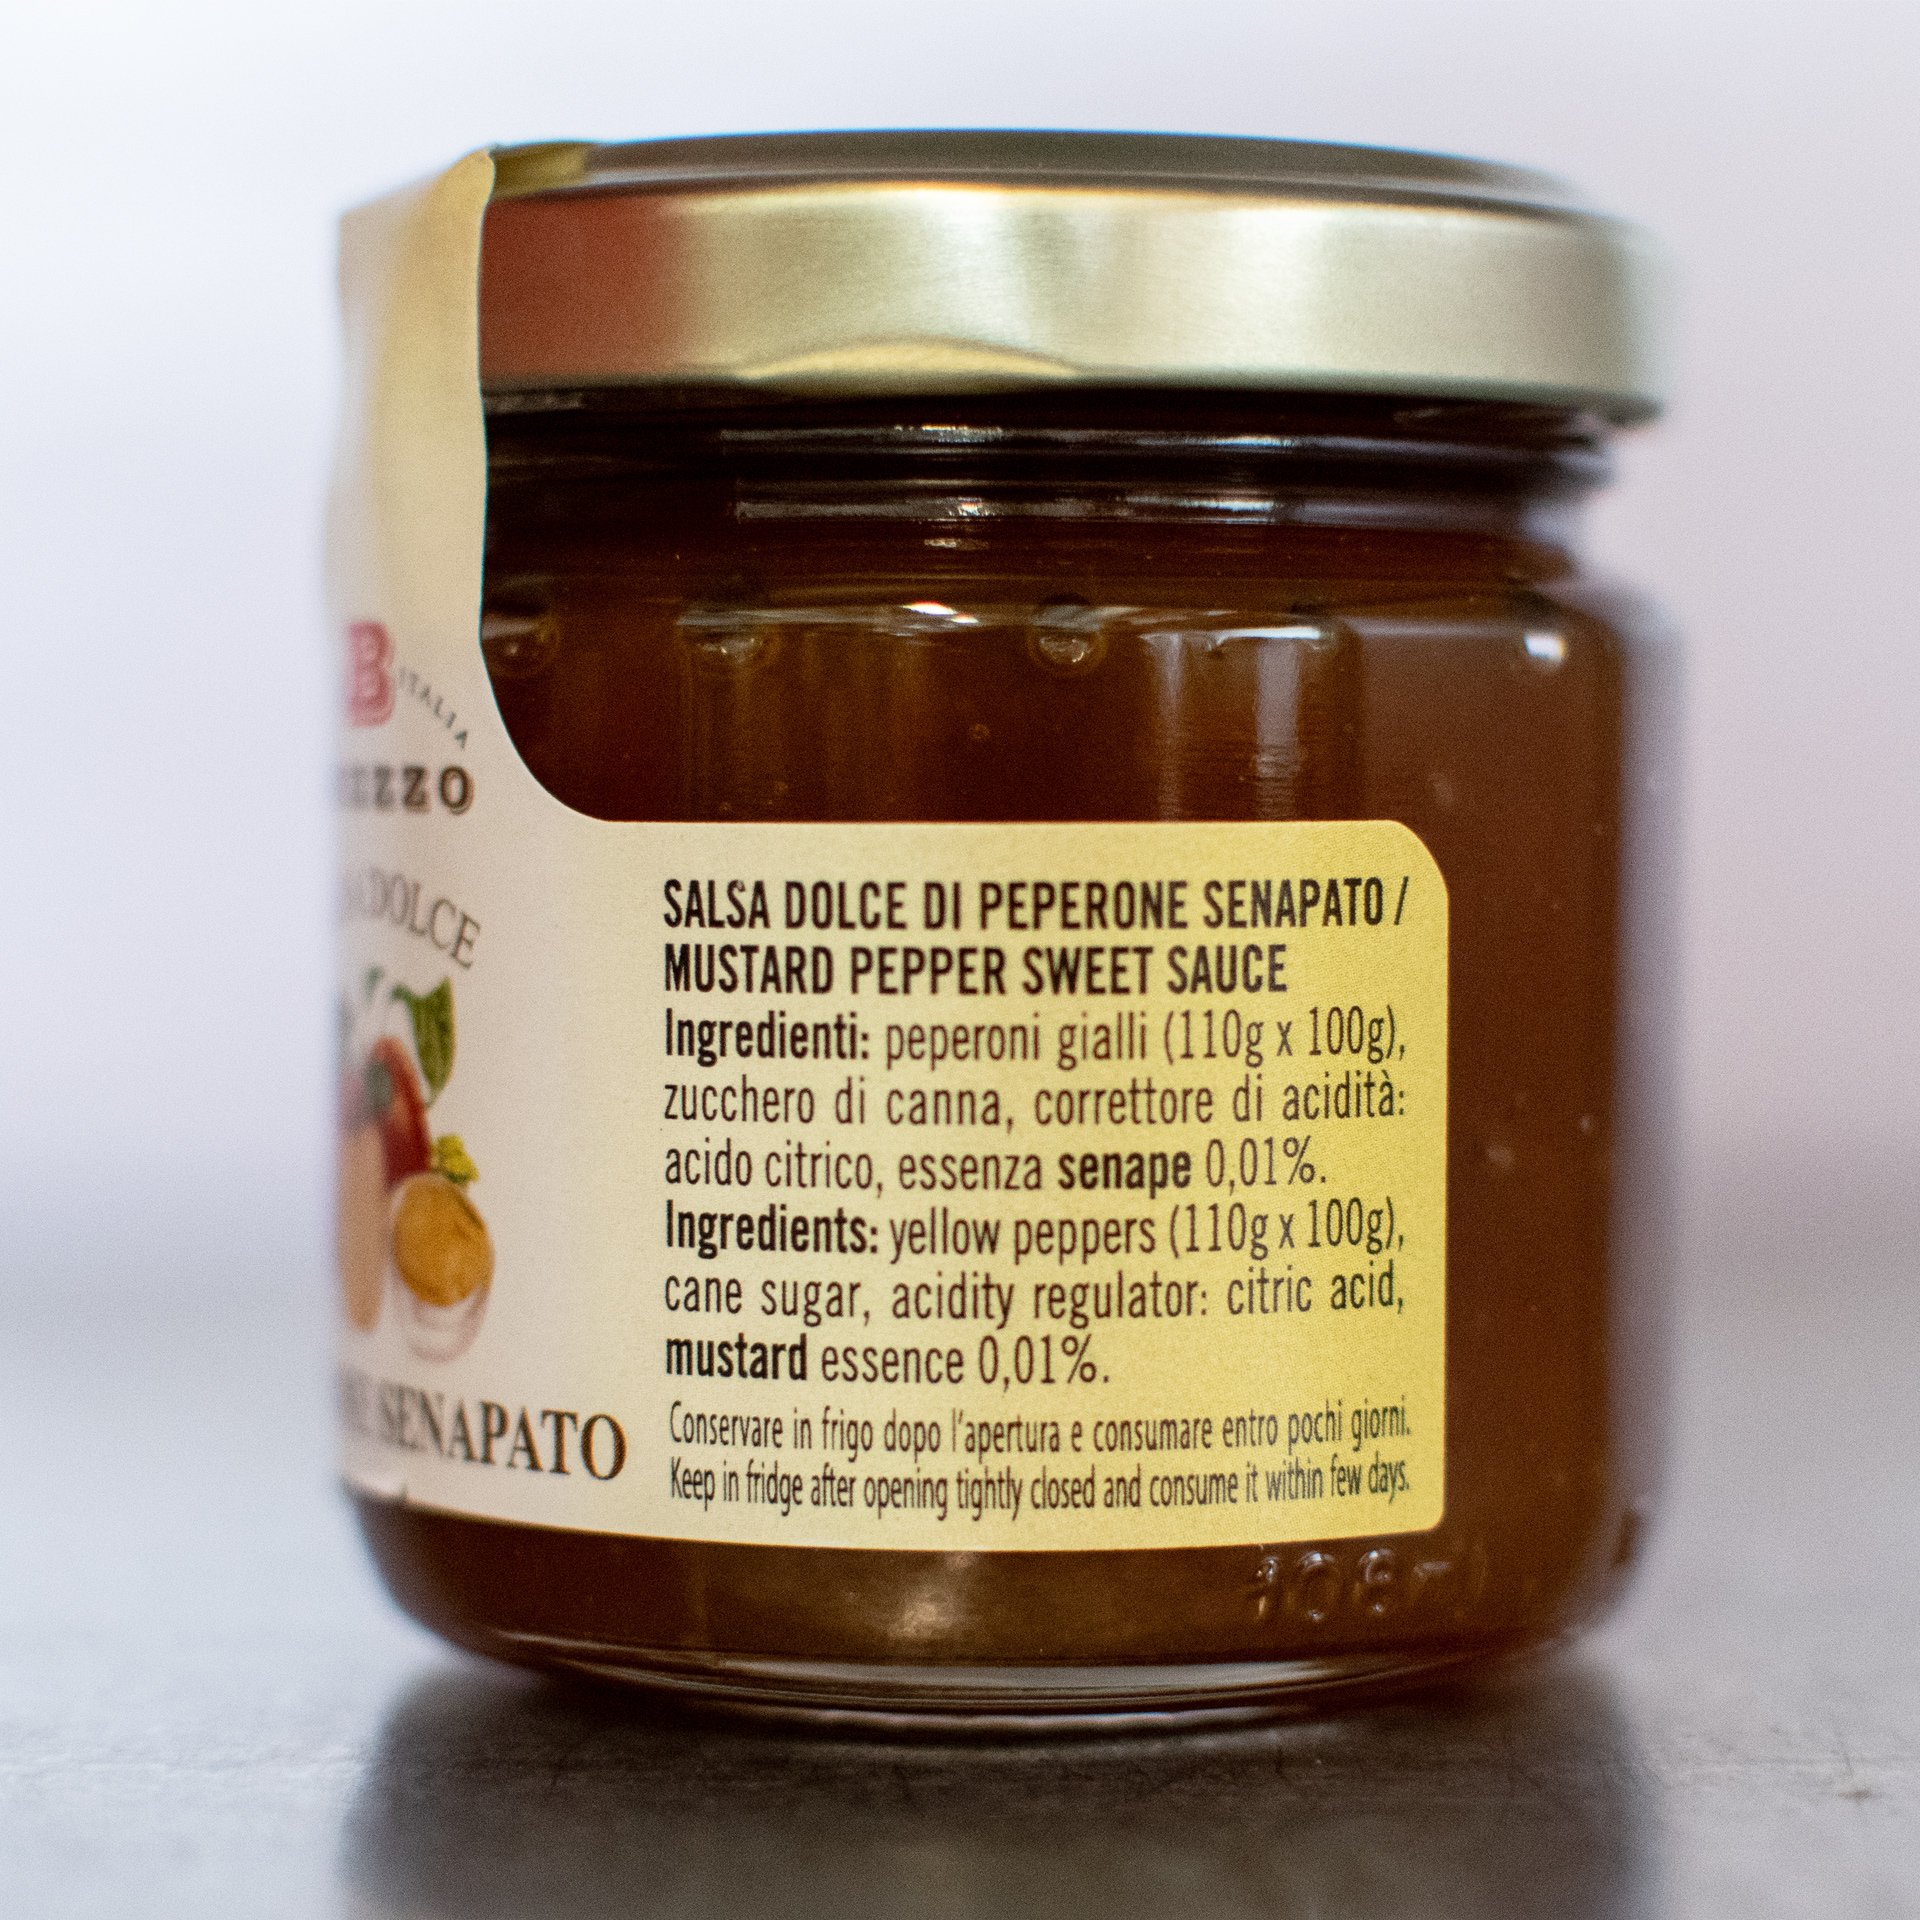 B
ITALIA
SALSA DOLCE DI PEPERONE SENAPATO /
MUSTARD PEPPER SWEET SAUCE
Ingredienti: peperoni gialli (110g x 100g),
zucchero di canna, correttore di acidità:
acido citrico, essenza senape 0,01%.
Ingredients: yellow peppers (110g x 100g),
cane sugar, acidity regulator: citric acid,
mustard essence 0,01%.
Conservare in frigo dopo l'apertura e consumare entro pochi giorni.
Keep in fridge after opening tightly closed and consume it within few days.
DOLCE
SENAPATO